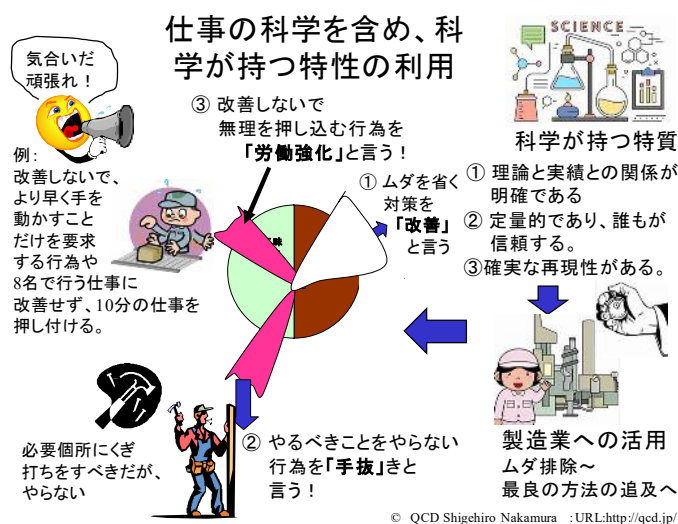 仕事の科学を含め、科
学が持つ特性の利用
気合いだ
頑張れ！
③ 改善しないで
無理を押し込む行為を
「労働強化」と言う！
例：
改善しないで、
より早く手を
動かすこと
だけを要求
する行為や
8名で行う仕事に
改善せず、10分の仕事を
押し付ける。
① ムダを省く
対策を
「改善」
と言う
味
SCIENCE
科学が持つ特質
① 理論と実績との関係が
明確である
② 定量的であり、誰もが
信頼する。
③確実な再現性がある。
必要個所にくぎ
打ちをすべきだが、
やらない
② やるべきことをやらない
行為を「手抜」きと
言う！
製造業への活用
ムダ排除～
最良の方法の追及へ
© QCD Shigehiro Nakamura :URL:http://qcd.jp/